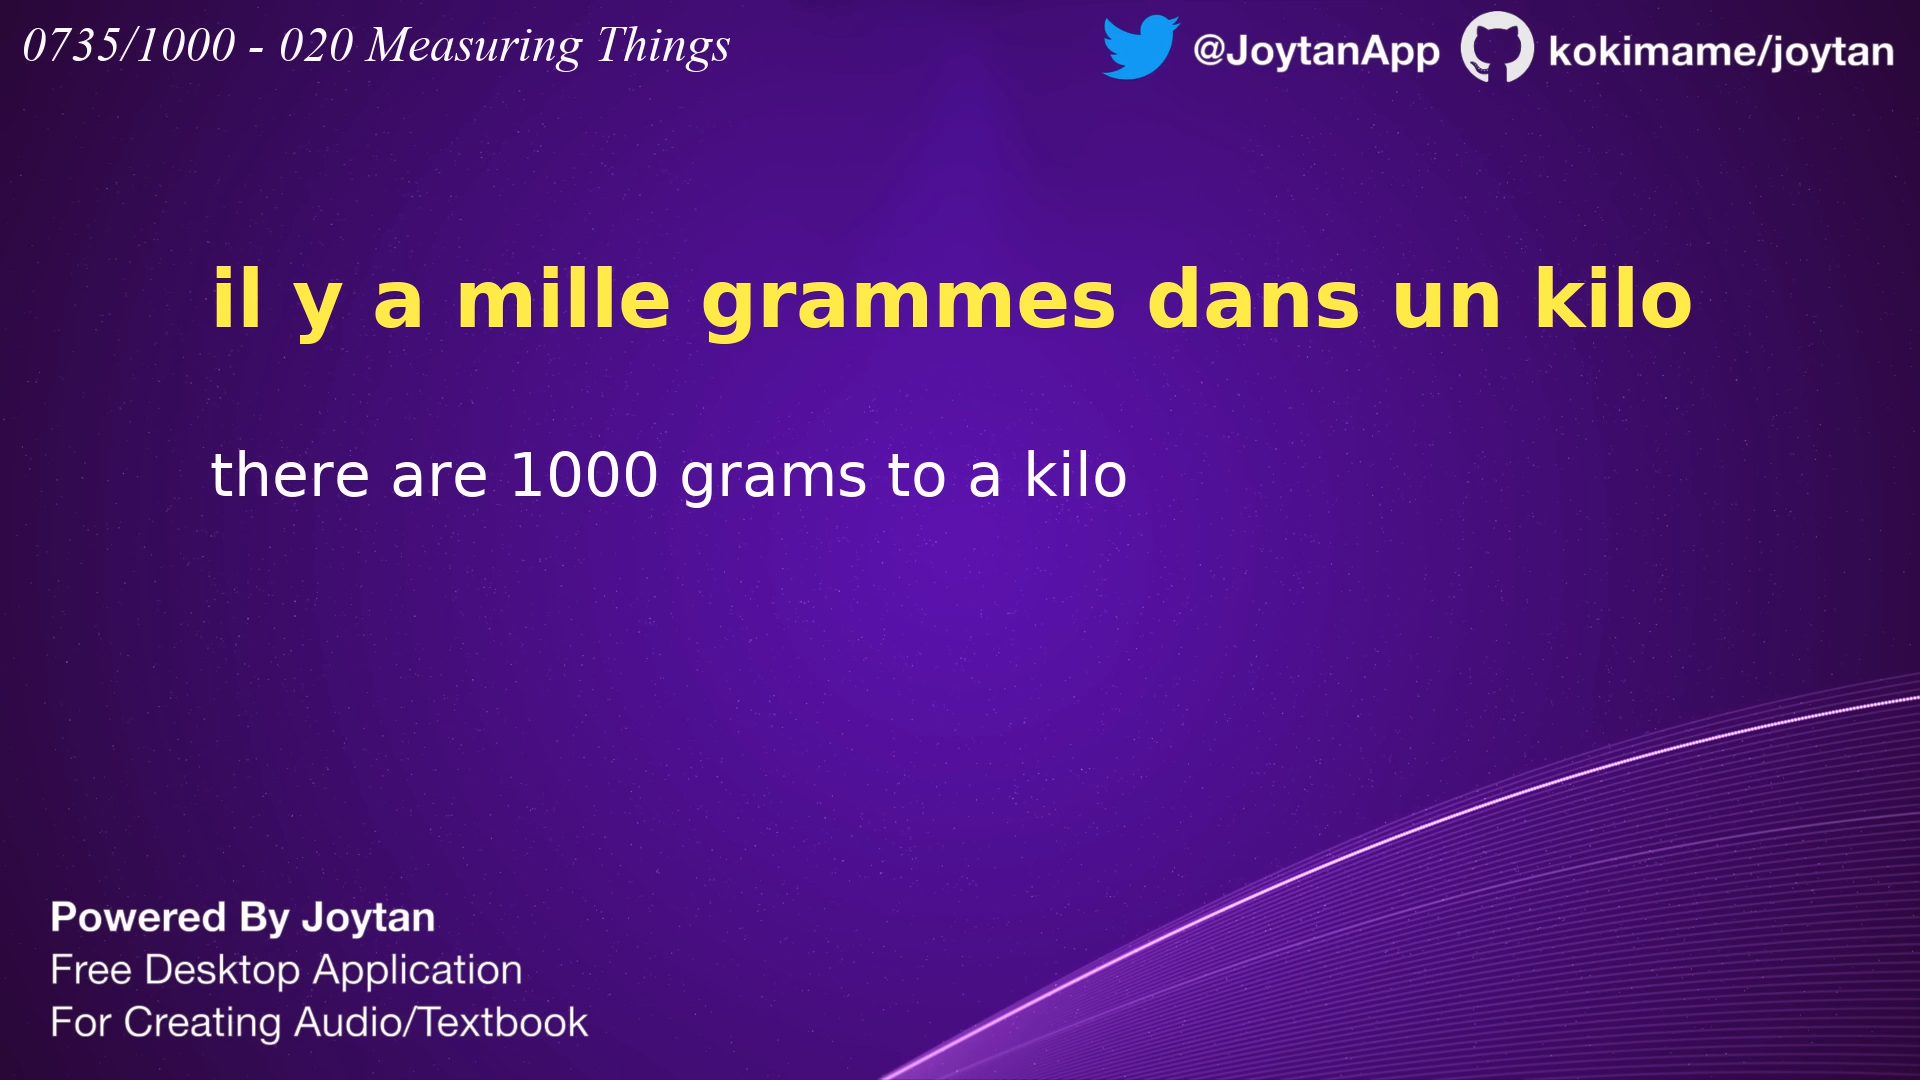 0735/1000 - 020 Measuring Things
@JoytanApp
kokimame/joytan
il y a mille grammes dans un kilo
there are 1000 grams to a kilo
Powered By Joytan
Free Desktop Application
For Creating Audio/Textbook